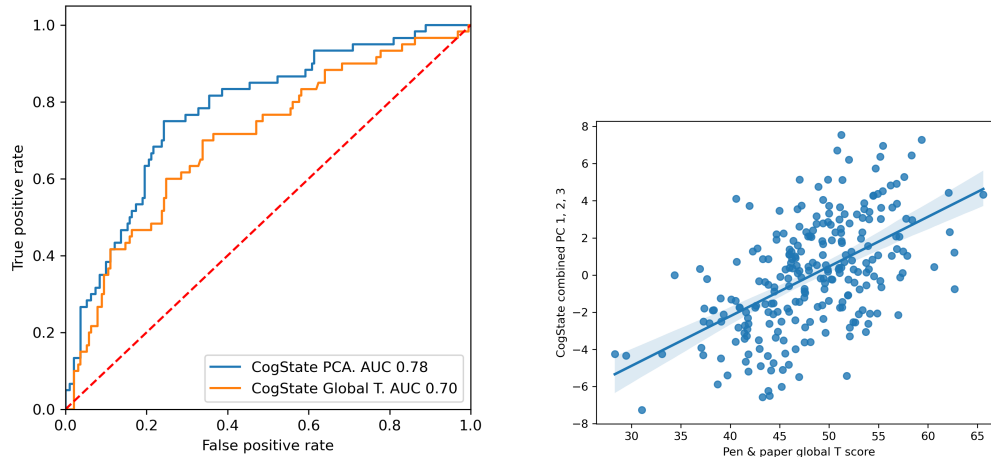 1.0
0.8
0.6
0.4
0.2
0.0
True positive rate
0.0 0.2 0.4 0.6 0.8 1.0
False positive rate
CogState PCA. AUC 0.78
CogState Global T. AUC 0.70
8
6
4
2
0
−2
−4
−6
−8
CogState combined PC 1, 2, 3
30 35 40 45 50 55 60 65
Pen & paper global T score